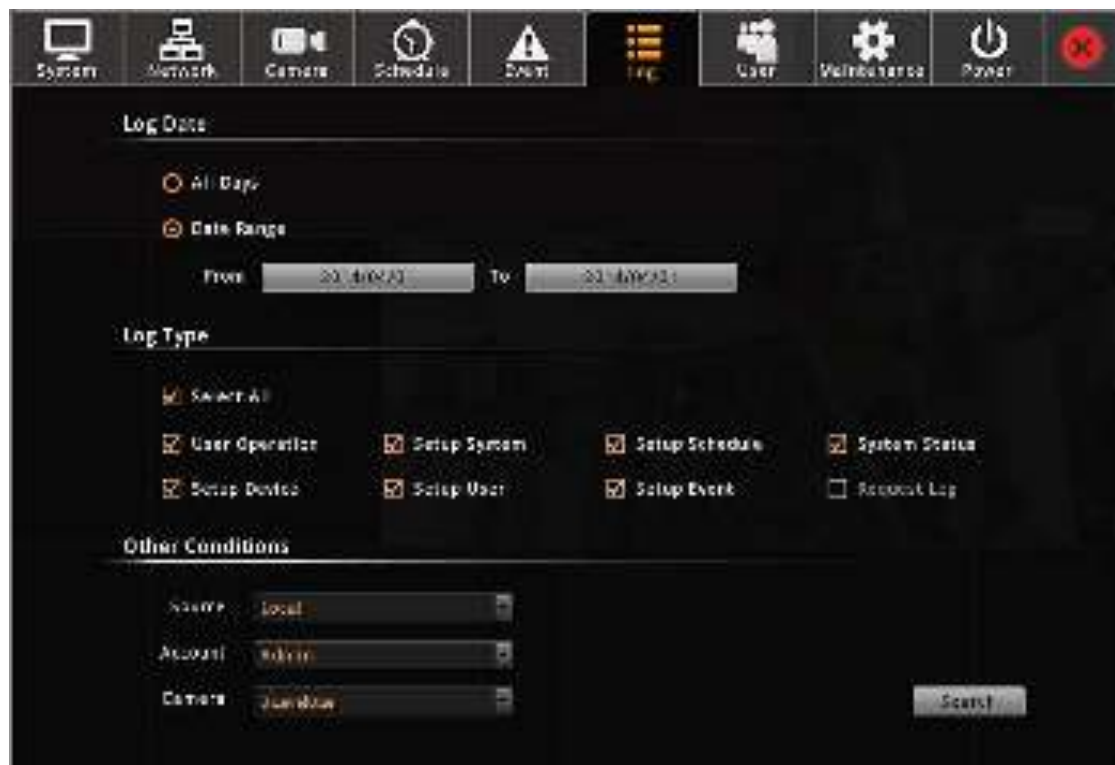 System Network Camera Schedule Event Log User Maintenance Power
Log Date
All Days
Date Range
From To
Log Type
Select All
User Operation Setup System Setup Schedule System Status
Setup Device Setup User Setup Event Request Log
Other Conditions
Source Local
Account Admin
Camera
Search